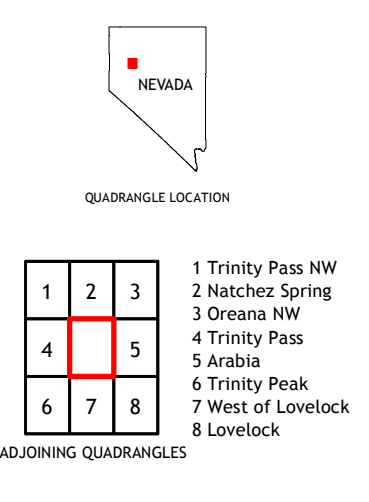 NEVADA
QUADRANGLE LOCATION
1 2 3
4 5
6 7 8
1 Trinity Pass NW
2 Natchez Spring
3 Oreana NW
4 Trinity Pass
5 Arabia
6 Trinity Peak
7 West of Lovelock
8 Lovelock
ADJOINING QUADRANGLES